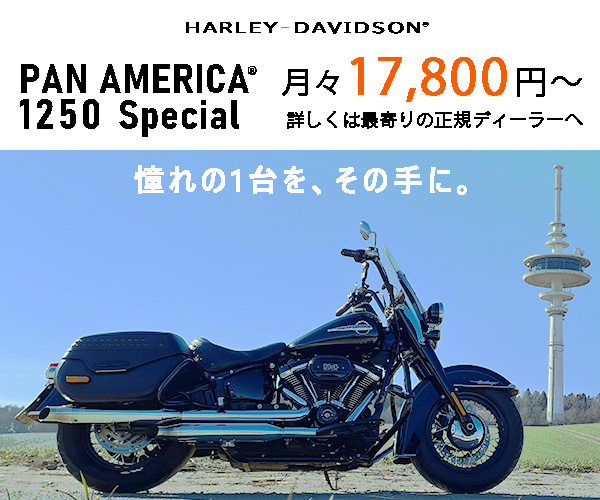 HARLEY-DAVIDSON®
PAN AMERICA®
1250 Special
月々17,800円〜
詳しくは最寄りの正規ディーラーへ
憧れの1台を、その手に。